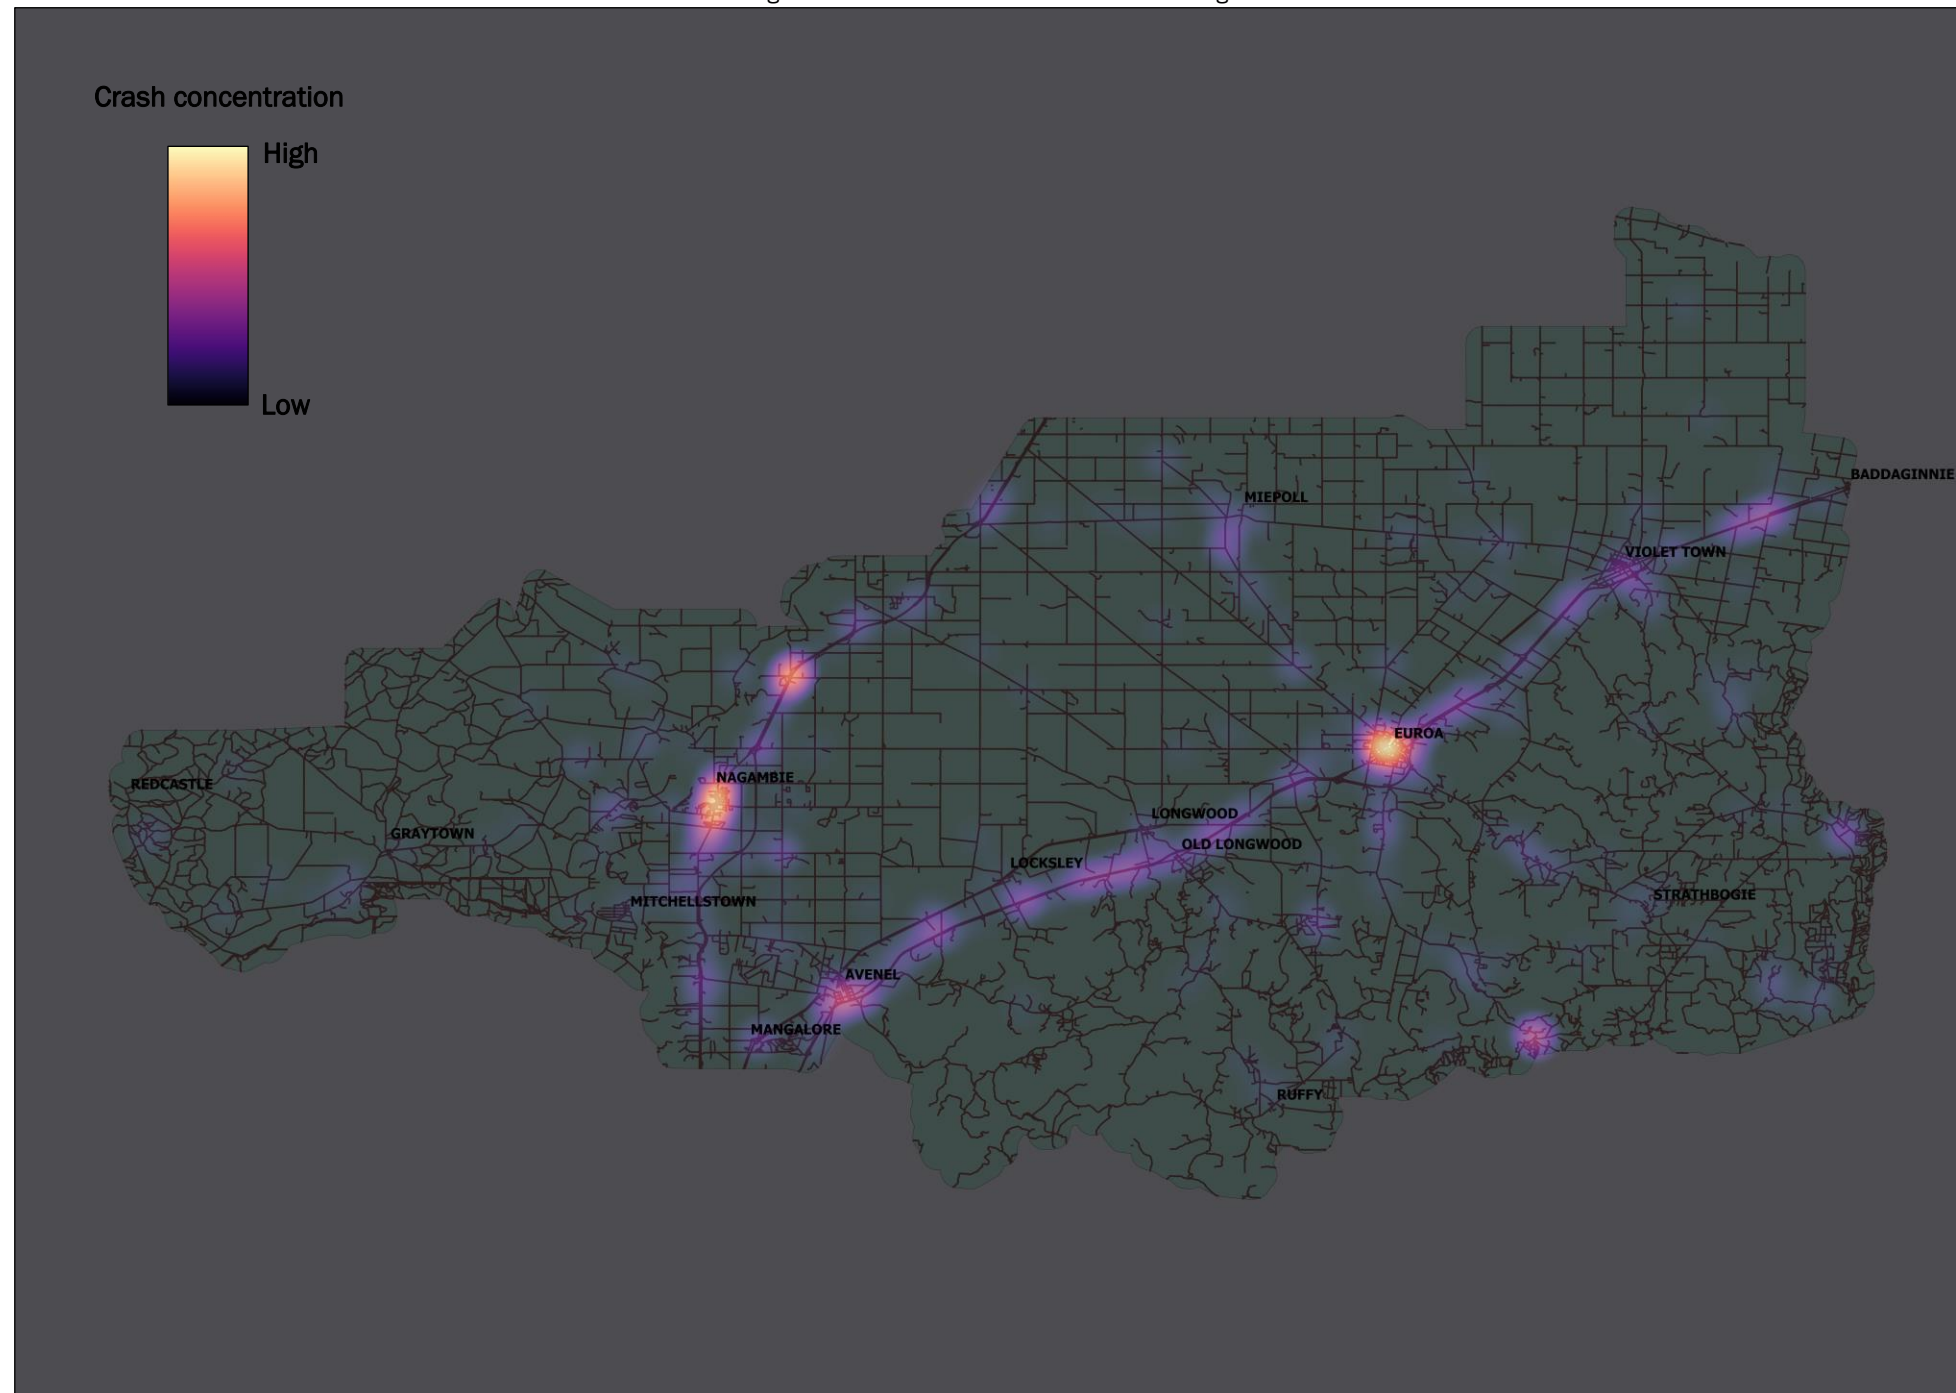 Crash concentration
High
Low
BADDAGINNIE
MIEPOLL
VIOLET TOWN
EUROA
NAGAMBIE
REDCASTLE
LONGWOOD
GRAYTOWN
OLD LONGWOOD
LOCKSLEY
STRATHBOGIE
MITCHELLSTOWN
AVENEL
MANGALORE
RUFFY